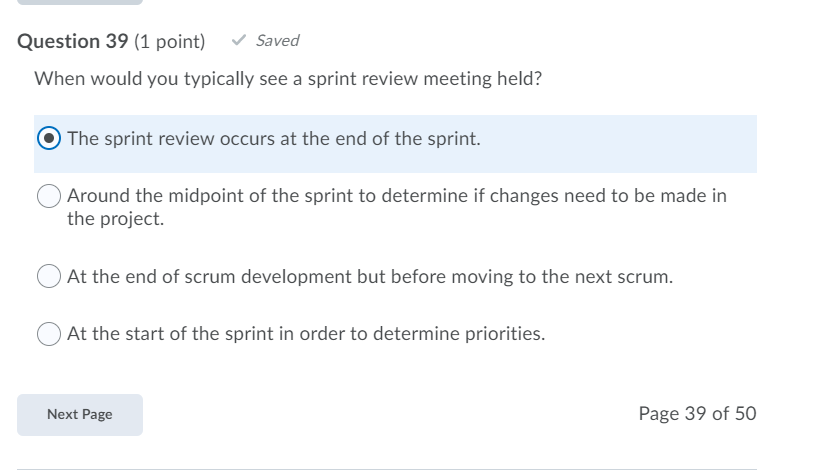 Question 39 (1 point) Saved
When would you typically see a sprint review meeting held?
The sprint review occurs at the end of the sprint.
Around the midpoint of the sprint to determine if changes need to be made in
the project.
At the end of scrum development but before moving to the next scrum.
At the start of the sprint in order to determine priorities.
Next Page Page 39 of 50